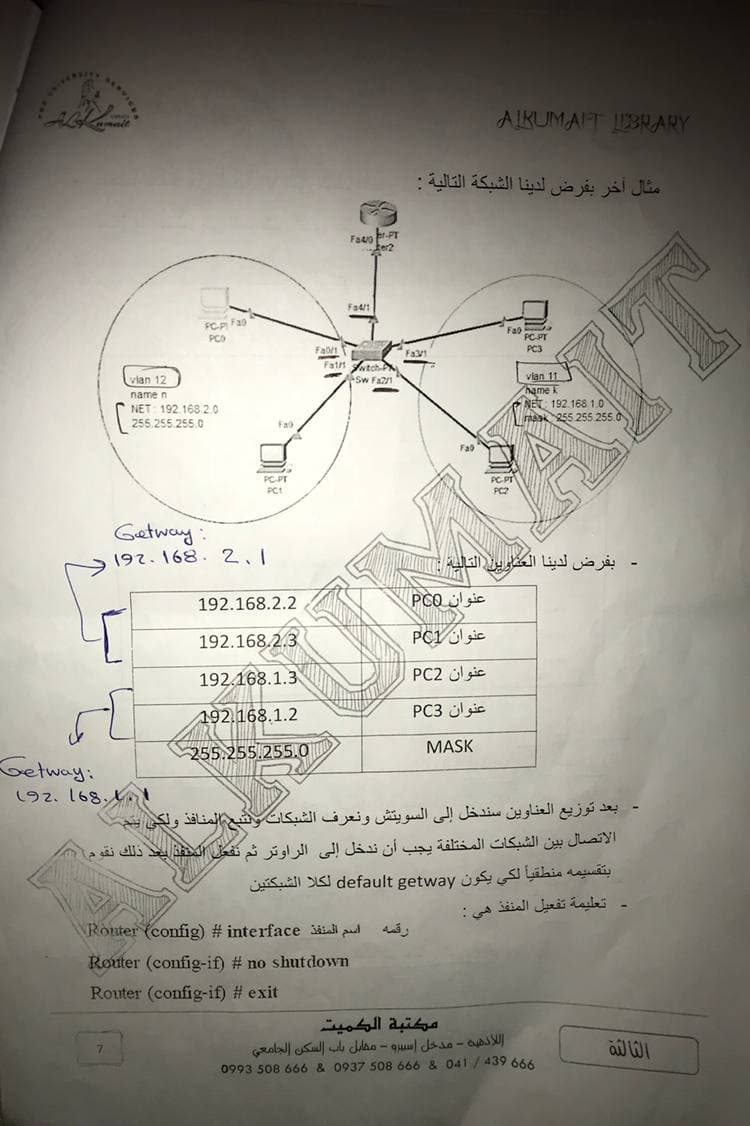 FOR UNIVERSITY SERVICES
ALKumait
ALKUMAIT LIBRARY
مثال أخر بفرض لدينا الشبكة التالية :
Fa4/0
Fa4/1
PC-PT
PC0
Fa0
Fa0/1
Fa1/1
Switch-PT
Sw
Fa2/1
Fa3/1
Fa0
PC-PT
PC3
vlan 12
name n
NET : 192.168.2.0
255.255.255.0
vlan 11
name k
NET : 192.168.1.0
mask : 255.255.255.0
Fa0
PC-PT
PC1
Fa0
PC-PT
PC2
Getway:
192.168.2.1
- بفرض لدينا العناوين التالية :
عنوان PC0 192.168.2.2
عنوان PC1 192.168.2.3
عنوان PC2 192.168.1.3
عنوان PC3 192.168.1.2
MASK 255.255.255.0
Getway:
192.168.1.1
- بعد توزيع العناوين سندخل إلى السويتش ونعرف الشبكات ونتبع المنافذ ولكي يتم
الاتصال بين الشبكات المختلفة يجب أن ندخل إلى الراوتر ثم نفعل المنفذ بعد ذلك نقوم
بتقسيمه منطقياً لكي يكون default getway لكلا الشبكتين
- تعليمة تفعيل المنفذ هي :
Router (config) # interface اسم المنفذ رقمه
Router (config-if) # no shutdown
Router (config-if) # exit
ALKUMAIT
مكتبة الكميت
اللاذقية – مدخل إسبيرو – مقابل باب السكن الجامعي
0993 508 666 & 0937 508 666 & 041 / 439 666
7
الثالثة